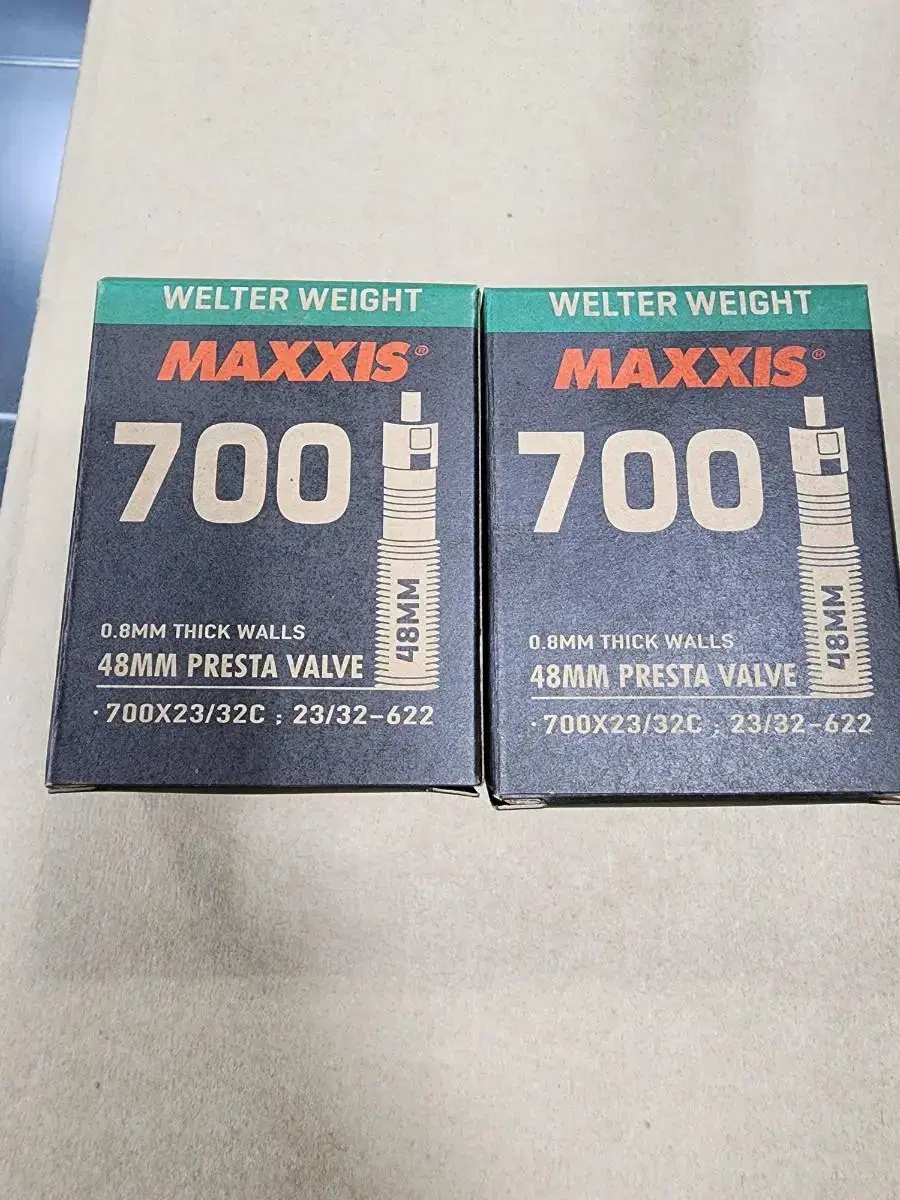 WELTER WEIGHT
MAXXIS®
700
48MM
0.8MM THICK WALLS
48MM PRESTA VALVE
·700X23/32C ; 23/32-622
WELTER WEIGHT
MAXXIS®
700
48MM
0.8MM THICK WALLS
48MM PRESTA VALVE
·700X23/32C ; 23/32-622